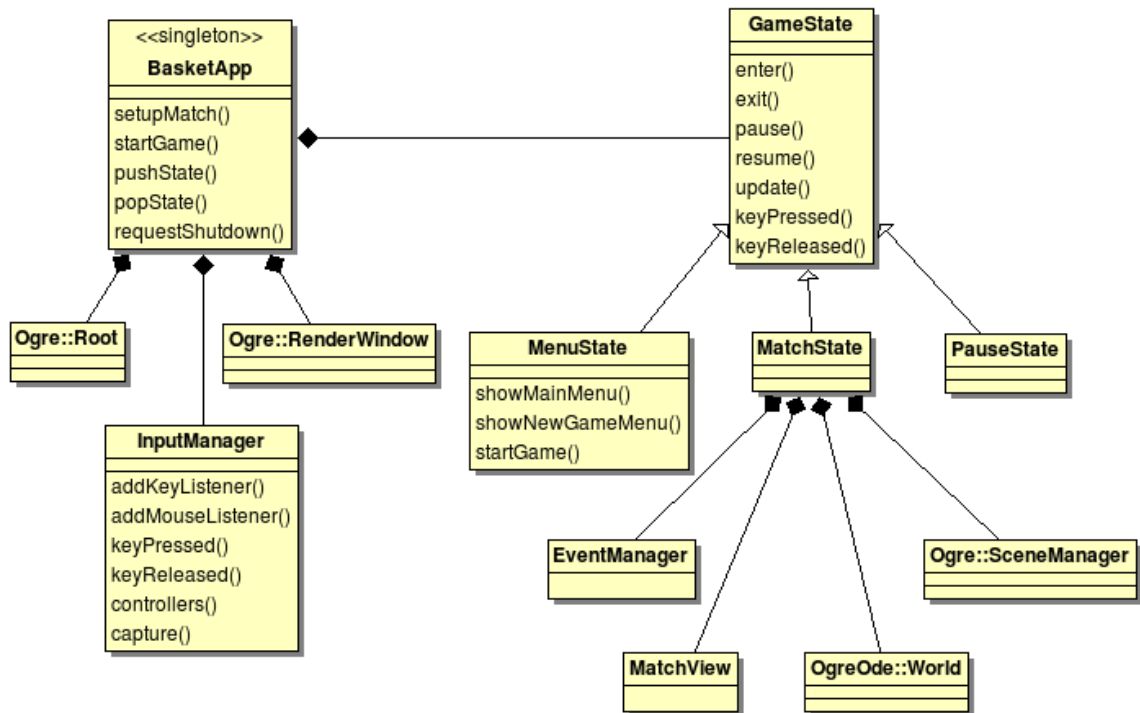 <<singleton>>
BasketApp
setupMatch()
startGame()
pushState()
popState()
requestShutdown()
GameState
enter()
exit()
pause()
resume()
update()
keyPressed()
keyReleased()
Ogre::Root
Ogre::RenderWindow
MenuState
showMainMenu()
showNewGameMenu()
startGame()
MatchState
PauseState
InputManager
addKeyListener()
addMouseListener()
keyPressed()
keyReleased()
controllers()
capture()
EventManager
Ogre::SceneManager
MatchView
OgreOde::World